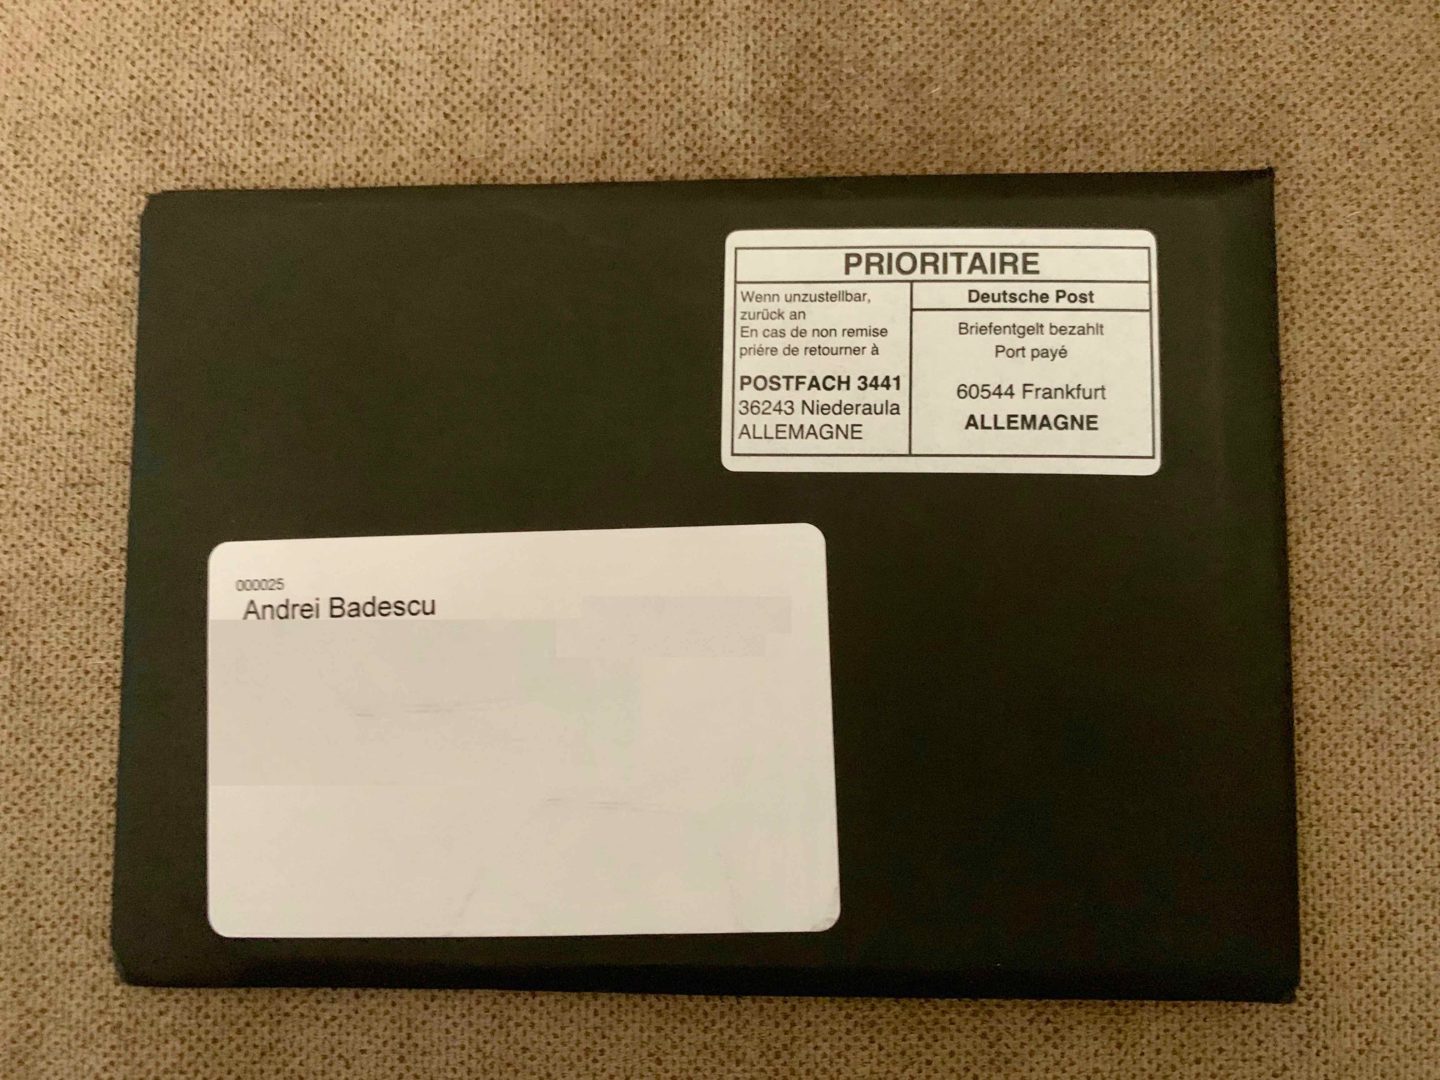 PRIORITAIRE
Wenn unzustellbar,
zurück an
En cas de non remise
priére de retourner à
POSTFACH 3441
36243 Niederaula
ALLEMAGNE
Deutsche Post
Briefentgelt bezahlt
Port payé
60544 Frankfurt
ALLEMAGNE
000025
Andrei Badescu